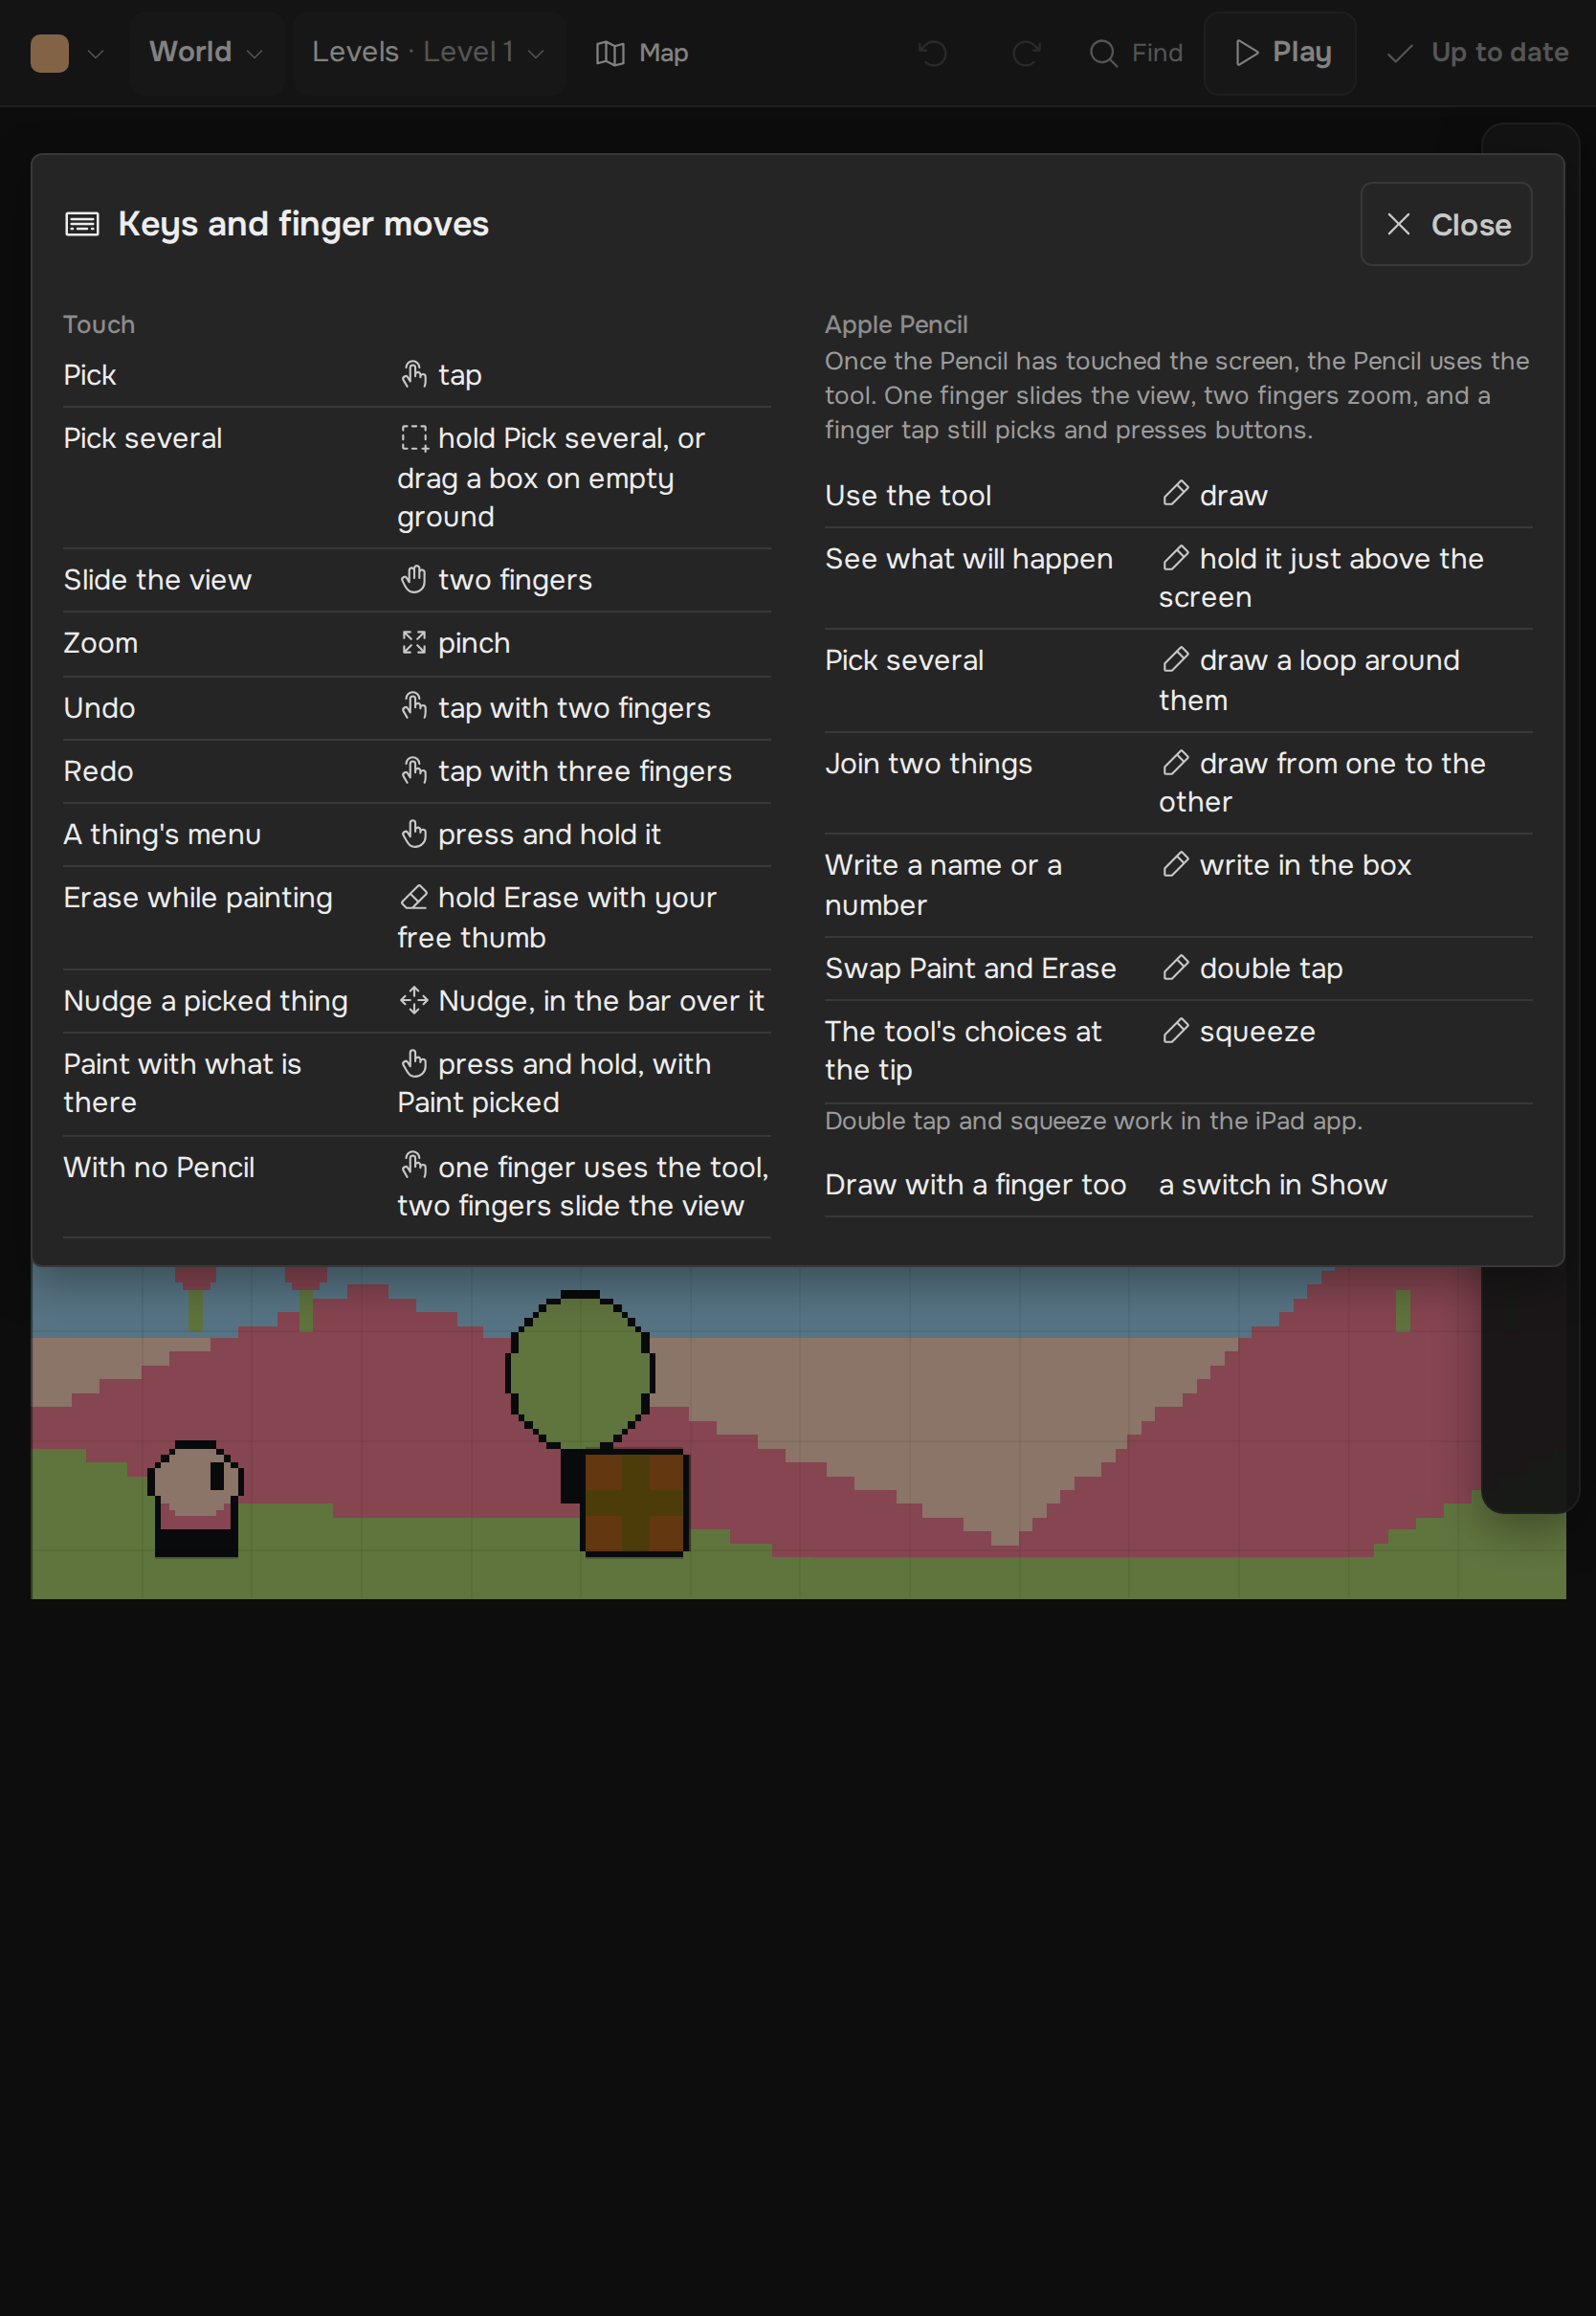 World
Levels · Level 1
Map
Find
Play
Up to date
Keys and finger moves
Close
Touch
Pick
tap
Pick several
hold Pick several, or
drag a box on empty
ground
Slide the view
two fingers
Zoom
pinch
Undo
tap with two fingers
Redo
tap with three fingers
A thing's menu
press and hold it
Erase while painting
hold Erase with your
free thumb
Nudge a picked thing
Nudge, in the bar over it
Paint with what is
there
press and hold, with
Paint picked
With no Pencil
one finger uses the tool,
two fingers slide the view
Apple Pencil
Once the Pencil has touched the screen, the Pencil uses the
tool. One finger slides the view, two fingers zoom, and a
finger tap still picks and presses buttons.
Use the tool
draw
See what will happen
hold it just above the
screen
Pick several
draw a loop around
them
Join two things
draw from one to the
other
Write a name or a
number
write in the box
Swap Paint and Erase
double tap
The tool's choices at
the tip
squeeze
Double tap and squeeze work in the iPad app.
Draw with a finger too
a switch in Show